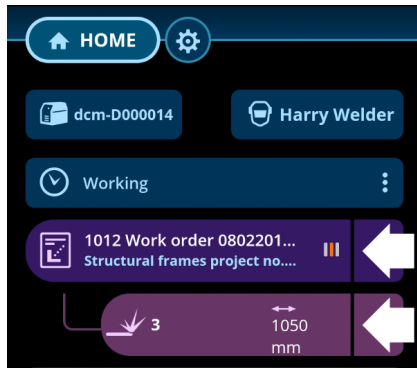 HOME
dcm-D000014
Harry Welder
Working
1012 Work order 0802201...
Structural frames project no....
3
1050
mm